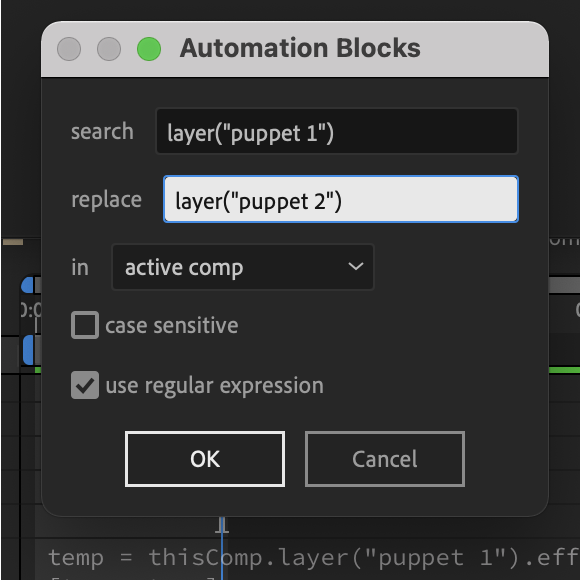 Automation Blocks
search layer("puppet 1")
replace layer("puppet 2")
in active comp
case sensitive
use regular expression
OK Cancel
temp = thisComp.layer("puppet 1").eff